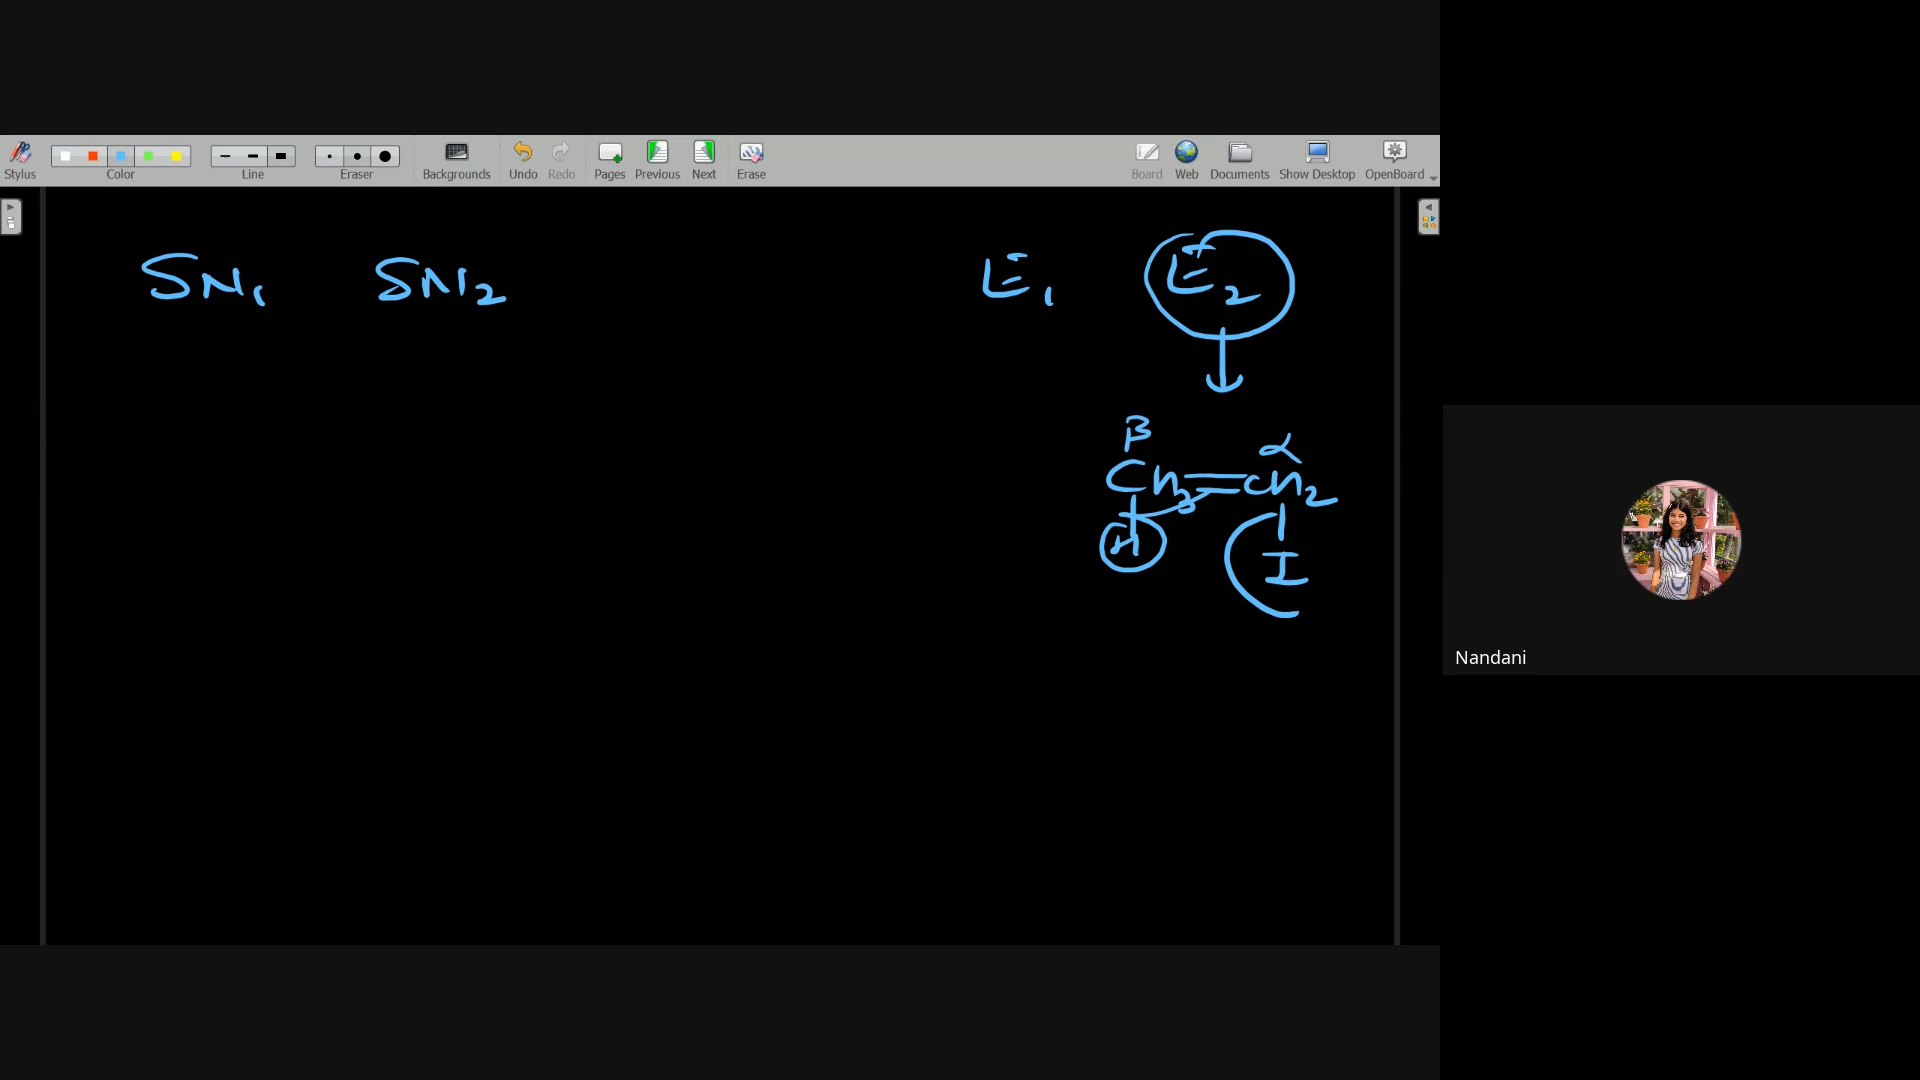 Stylus Color Line Eraser Backgrounds Undo Redo Pages Previous Next Erase Board Web Documents Show Desktop OpenBoard
SN1 SN2 E1 E2
β α
CH3 = CH2
H I
Nandani